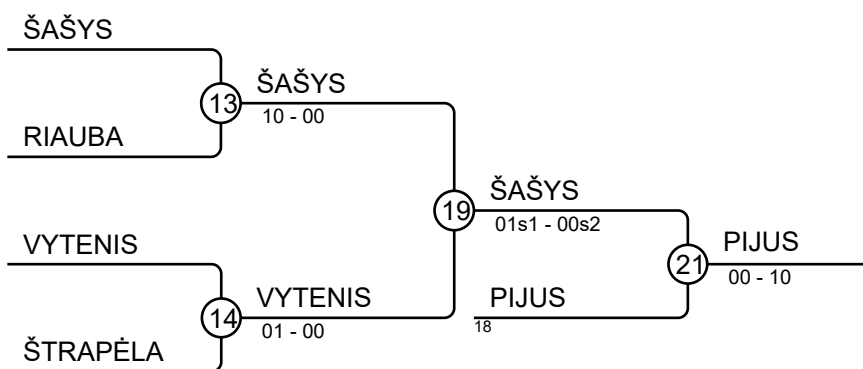 ŠAŠYS
13
ŠAŠYS
10 - 00
RIAUBA
19
ŠAŠYS
01s1 - 00s2
VYTENIS
21
PIJUS
00 - 10
14
VYTENIS
01 - 00
PIJUS
18
ŠTRAPĖLA